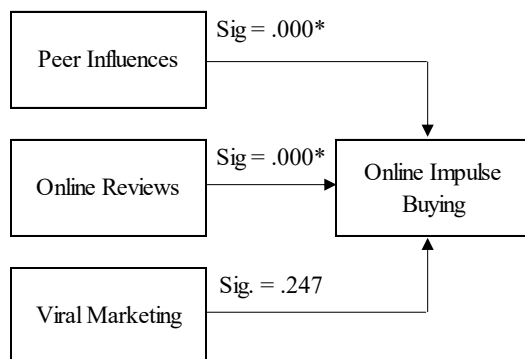 Sig = .000*
Peer Influences
Sig = .000*
Online Reviews
Online Impulse
Buying
Sig. = .247
Viral Marketing